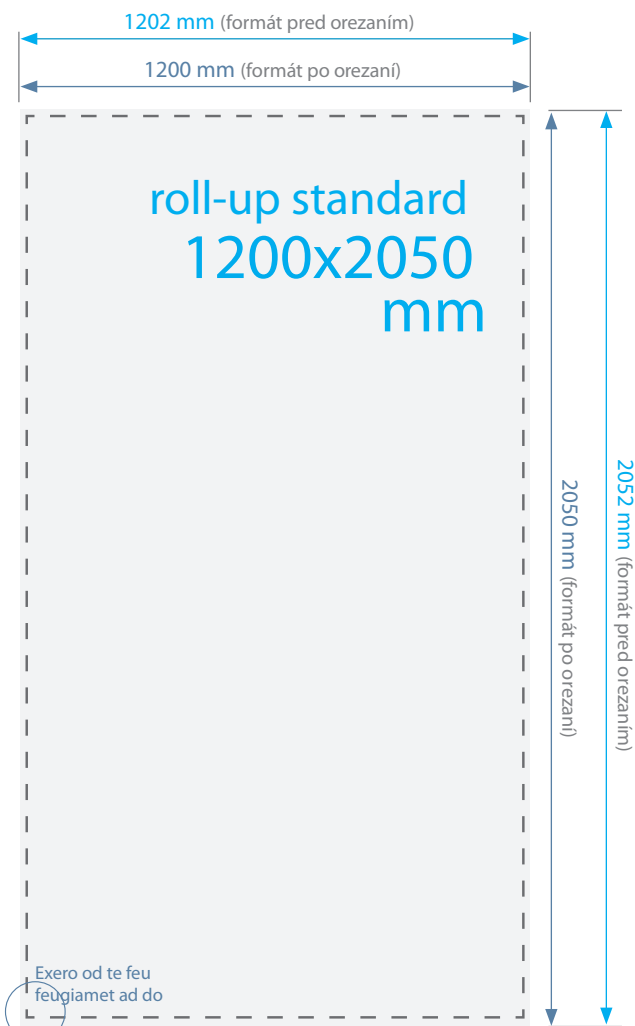 1202 mm (formát pred orezaním)
1200 mm (formát po orezaní)
roll-up standard
1200x2050
mm
2050 mm (formát po orezaní)
2052 mm (formát pred orezaním)
Exero od te feu
feugiamet ad do